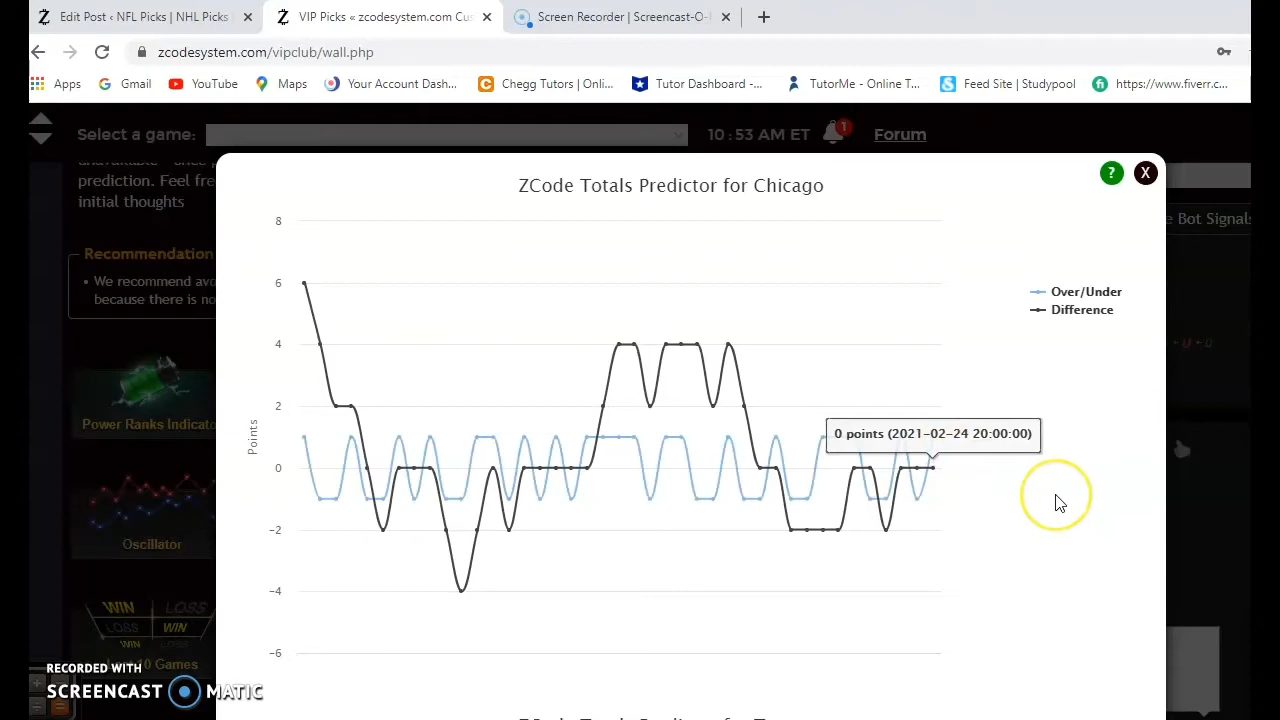 Edit Post ‹ NFL Picks | NHL Picks
VIP Picks « zcodesystem.com Cus
Screen Recorder | Screencast-O-
zcodesystem.com/vipclub/wall.php
Apps Gmail YouTube Maps Your Account Dash... Chegg Tutors | Onli... Tutor Dashboard -... TutorMe - Online T... Feed Site | Studypool https://www.fiverr.c...
Select a game: 10:53 AM ET 1 Forum
prediction. Feel fre
initial thoughts
Recommendation
• We recommend avo
because there is no
Power Ranks Indicato
Oscillator
WIN LOSS
LOSS WIN
WIN LOSS
10 Games
e Bot Signals
? X
ZCode Totals Predictor for Chicago
8
6
4
2
0
-2
-4
-6
Points
Over/Under
Difference
0 points (2021-02-24 20:00:00)
RECORDED WITH
SCREENCAST MATIC